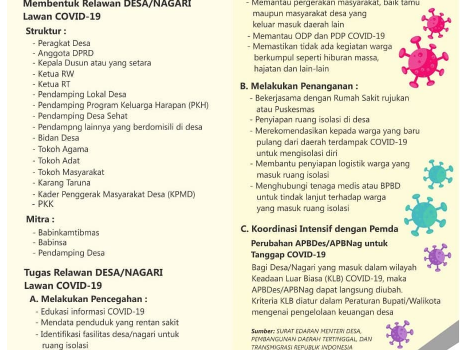 Membentuk Relawan DESA/NAGARI
Lawan COVID-19
Struktur :
- Peragkat Desa
- Anggota DPRD
- Kepala Dusun atau yang setara
- Ketua RW
- Ketua RT
- Pendamping Lokal Desa
- Pendamping Program Keluarga Harapan (PKH)
- Pendamping Desa Sehat
- Pendampng lainnya yang berdomisili di desa
- Bidan Desa
- Tokoh Agama
- Tokoh Adat
- Tokoh Masyarakat
- Karang Taruna
- Kader Penggerak Masyarakat Desa (KPMD)
- PKK
Mitra :
- Babinkamtibmas
- Babinsa
- Pendamping Desa
Tugas Relawan DESA/NAGARI
Lawan COVID-19
A. Melakukan Pencegahan :
- Edukasi informasi COVID-19
- Mendata penduduk yang rentan sakit
- Identifikasi fasilitas desa/nagari untuk
ruang isolasi
- Memantau pergerakan masyarakat, baik tamu
maupun masyarakat desa yang
keluar masuk daerah lain
- Memantau ODP dan PDP COVID-19
- Memastikan tidak ada kegiatan warga
berkumpul seperti hiburan massa,
hajatan dan lain-lain
B. Melakukan Penanganan :
- Bekerjasama dengan Rumah Sakit rujukan
atau Puskesmas
- Penyiapan ruang isolasi di desa
- Merekomendasikan kepada warga yang baru
pulang dari daerah terdampak COVID-19
untuk mengisolasi diri
- Membantu penyiapan logistik warga yang
masuk ruang isolasi
- Menghubungi tenaga medis atau BPBD
untuk tindak lanjut terhadap warga
yang masuk ruang isolasi
C. Koordinasi Intensif dengan Pemda
Perubahan APBDes/APBNag untuk
Tanggap COVID-19
Bagi Desa/Nagari yang masuk dalam wilayah
Keadaan Luar Biasa (KLB) COVID-19, maka
APBDes/APBNag dapat langsung diubah.
Kriteria KLB diatur dalam Peraturan Bupati/Walikota
mengenai pengelolaan keuangan desa
Sumber: SURAT EDARAN MENTERI DESA,
PEMBANGUNAN DAERAH TERTINGGAL, DAN
TRANSMIGRASI REPUBLIK INDONESIA